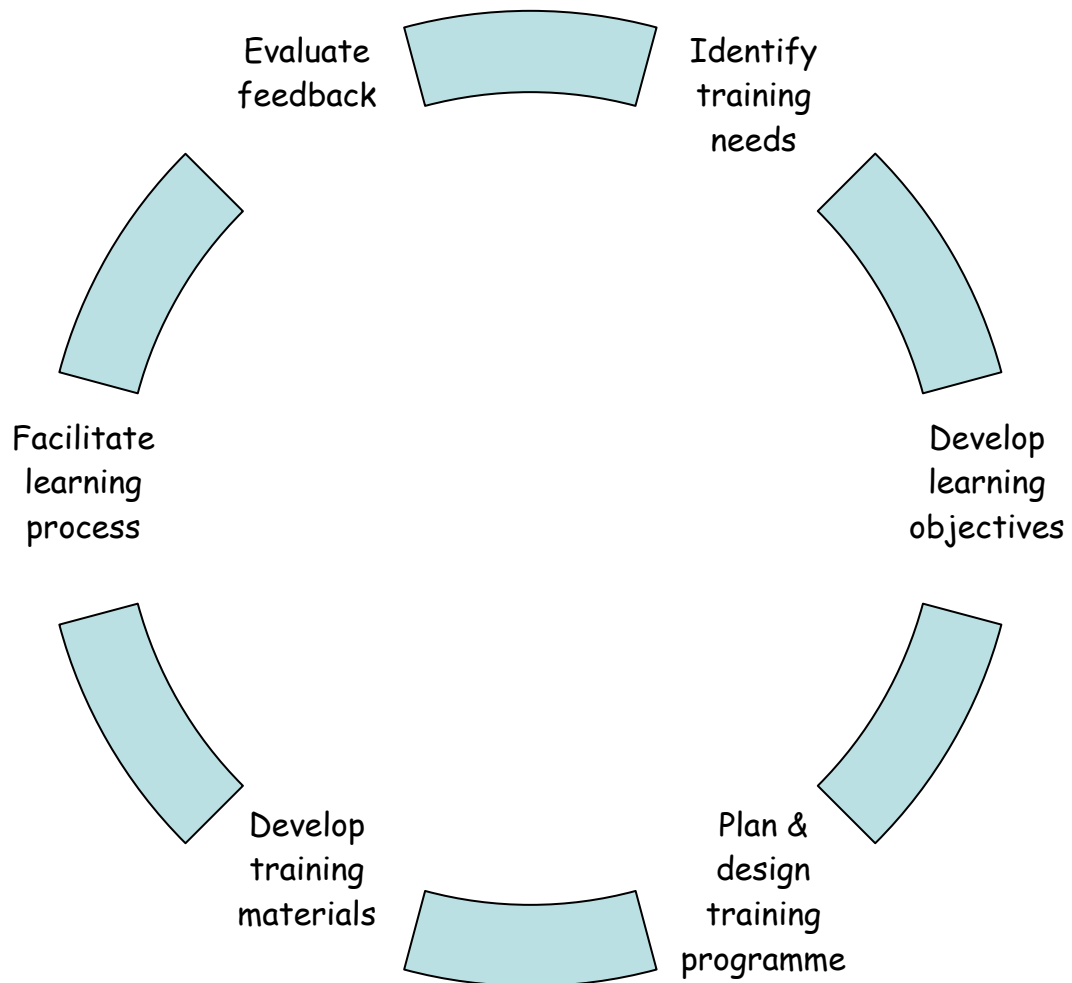 Evaluate
feedback
Identify
training
needs
Develop
learning
objectives
Plan &
design
training
programme
Develop
training
materials
Facilitate
learning
process